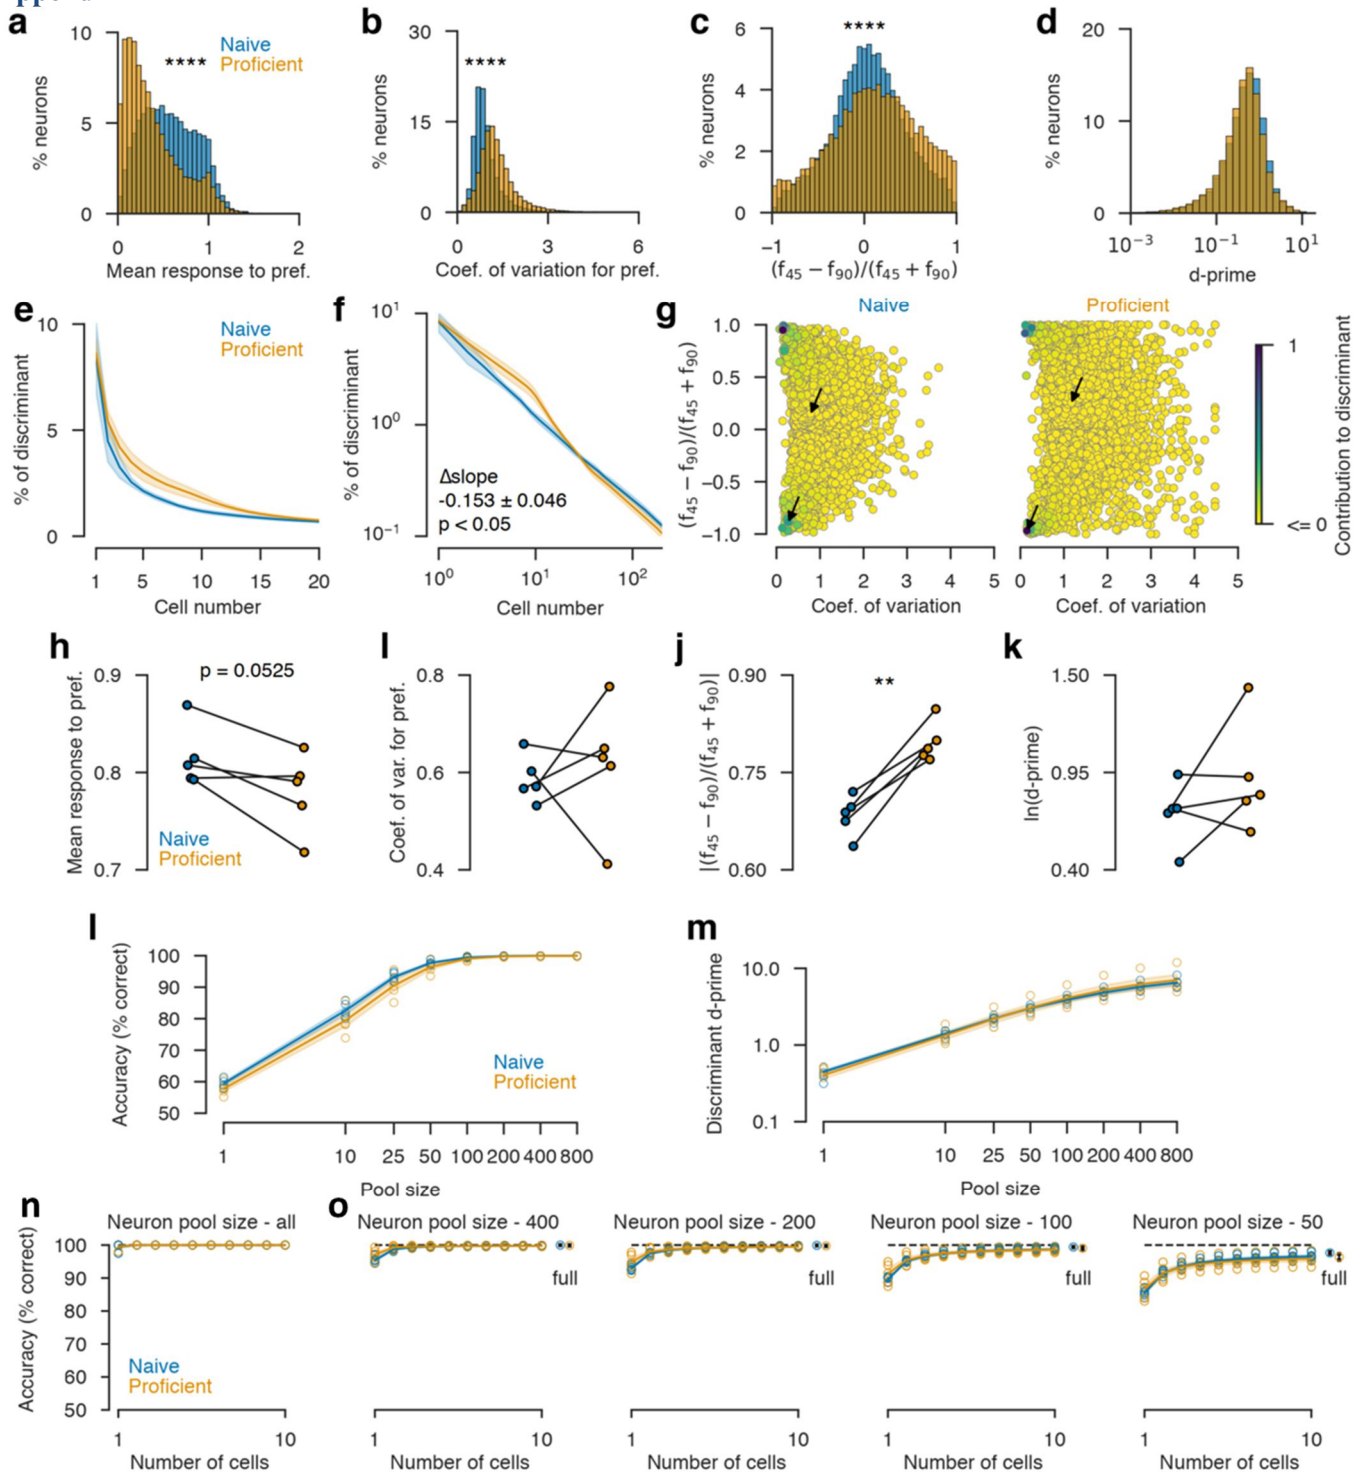 a
b
c
d
10
5
0
% neurons
****
Naive
Proficient
0 1 2
Mean response to pref.
30
15
0
% neurons
****
0 3 6
Coef. of variation for pref.
6
4
2
0
% neurons
****
−1 0 1
(f45 − f90)/(f45 + f90)
20
10
0
% neurons
10−3 10−1 101
d-prime
e
f
g
10
5
0
% of discriminant
Naive
Proficient
1 5 10 15 20
Cell number
101
100
10−1
% of discriminant
Δslope
-0.153 ± 0.046
p < 0.05
100 101 102
Cell number
Naive
Proficient
1.0
0.5
0.0
−0.5
−1.0
(f45 − f90)/(f45 + f90)
0 1 2 3 4 5
Coef. of variation
0 1 2 3 4 5
Coef. of variation
1
<= 0
Contribution to discriminant
h
I
j
k
0.9
0.8
0.7
Mean response to pref.
p = 0.0525
Naive
Proficient
0.8
0.6
0.4
Coef. of var. for pref.
0.90
0.75
0.60
|(f45 − f90)/(f45 + f90)|
**
1.50
0.95
0.40
ln(d-prime)
l
m
100
90
80
70
60
50
Accuracy (% correct)
Naive
Proficient
1 10 25 50 100 200 400 800
Pool size
10.0
1.0
0.1
Discriminant d-prime
1 10 25 50 100 200 400 800
Pool size
n
o
Neuron pool size - all
100
90
80
70
60
50
Accuracy (% correct)
Naive
Proficient
1 10
Number of cells
Neuron pool size - 400
full
1 10
Number of cells
Neuron pool size - 200
full
1 10
Number of cells
Neuron pool size - 100
full
1 10
Number of cells
Neuron pool size - 50
full
1 10
Number of cells